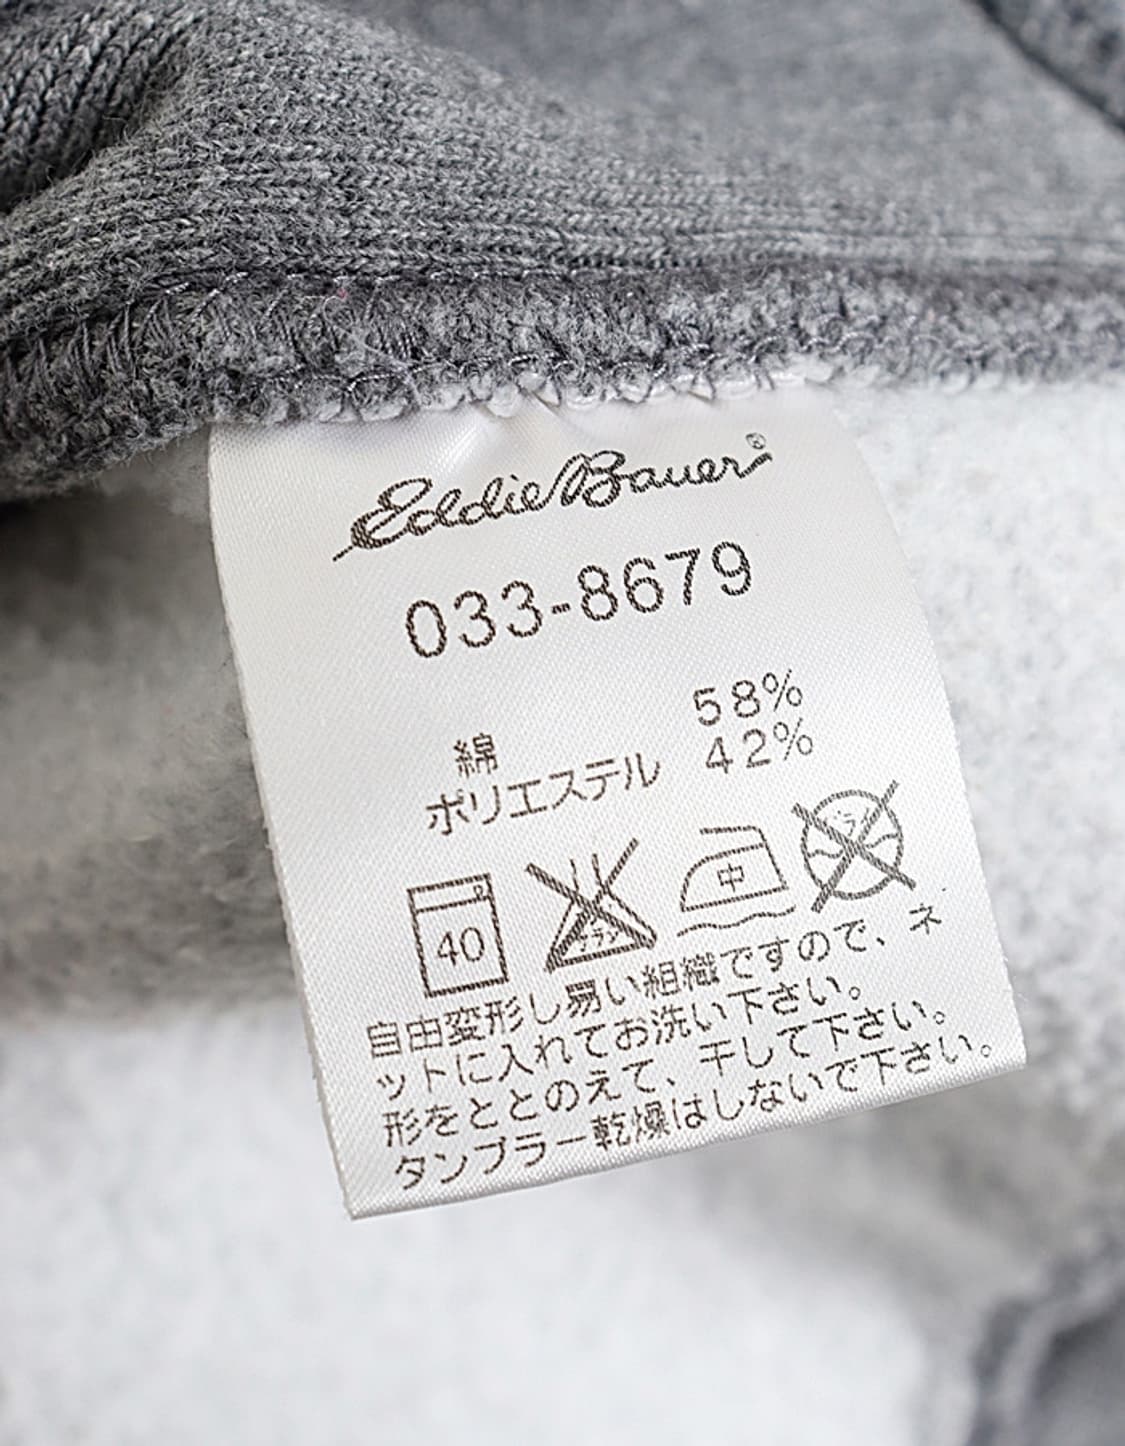 Eddie Bauer®
033-8679
綿 58%
ポリエステル 42%
40 中
自由変形し易い組織ですので、ネ
ットに入れてお洗い下さい。
形をととのえて、干して下さい。
タンブラー乾燥はしないで下さい。